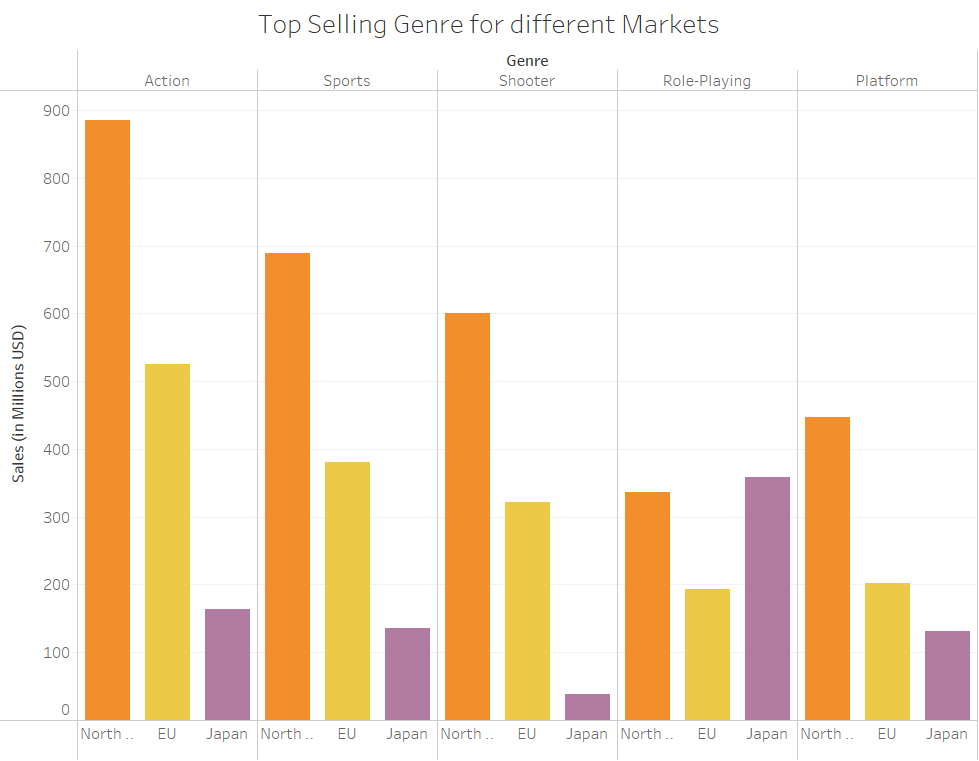 Top Selling Genre for different Markets
Genre
Action Sports Shooter Role-Playing Platform
Sales (in Millions USD)
900
800
700
600
500
400
300
200
100
0
North .. EU Japan North .. EU Japan North .. EU Japan North .. EU Japan North .. EU Japan